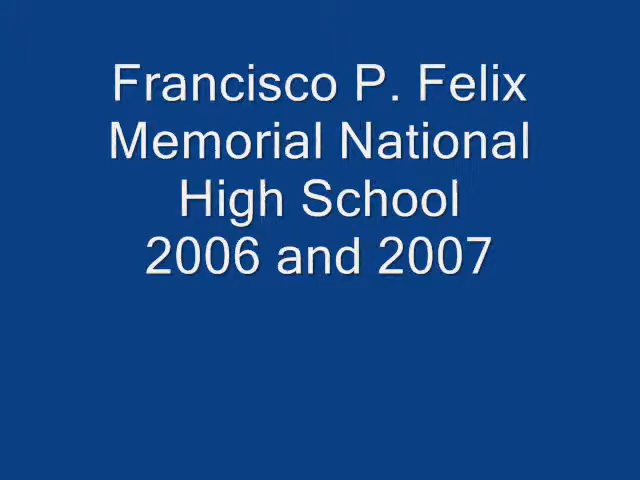 Francisco P. Felix
Memorial National
High School
2006 and 2007